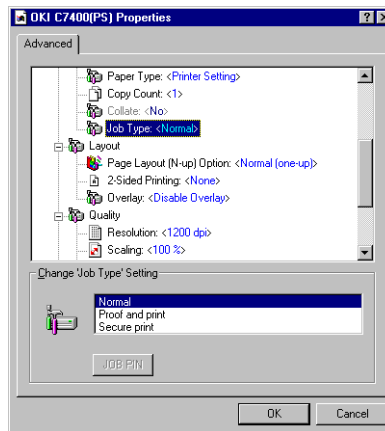 OKI C7400(PS) Properties
Advanced
Paper Type: <Printer Setting>
Copy Count: <1>
Collate: <No>
Job Type: <Normal>
Layout
Page Layout (N-up) Option: <Normal (one-up)>
2-Sided Printing: <None>
Overlay: <Disable Overlay>
Quality
Resolution: <1200 dpi>
Scaling: <100 %>
Change 'Job Type' Setting
Normal
Proof and print
Secure print
JOB PIN
OK Cancel